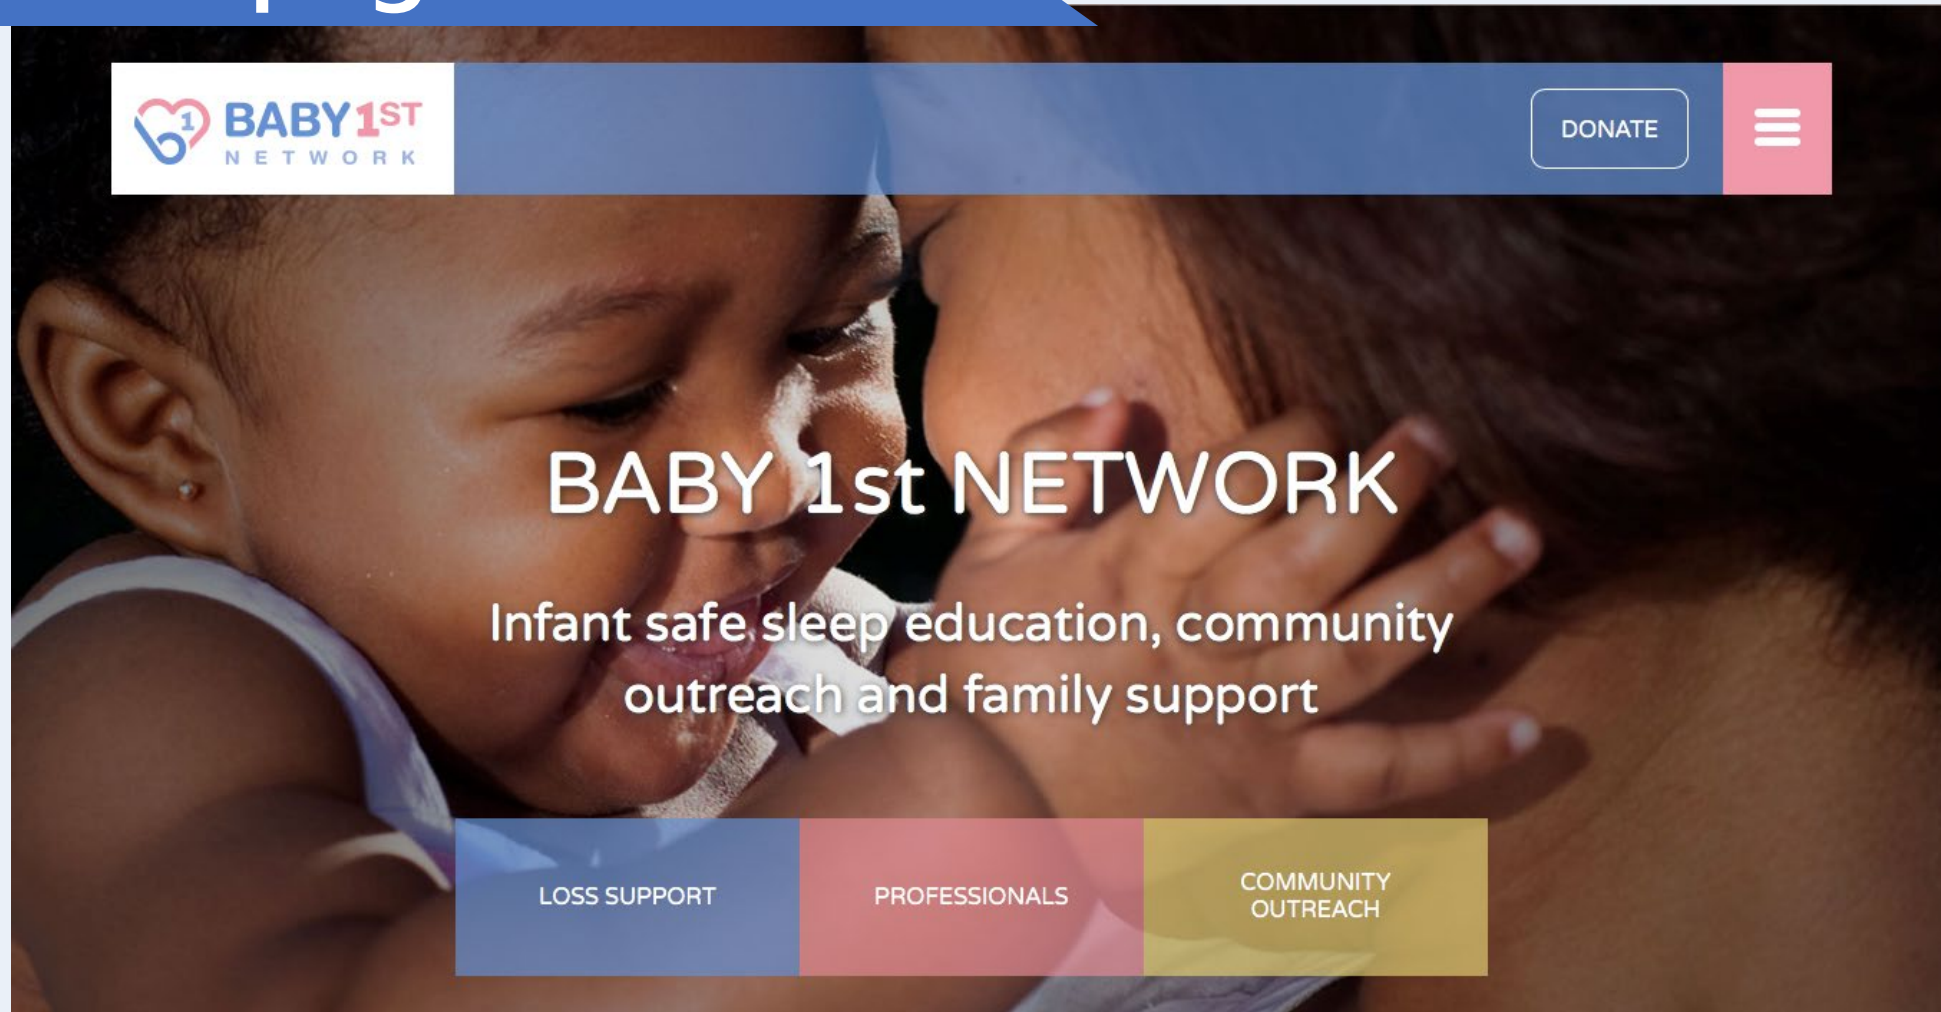 BABY 1ST
NETWORK
DONATE
BABY 1st NETWORK
Infant safe sleep education, community
outreach and family support
LOSS SUPPORT
PROFESSIONALS
COMMUNITY
OUTREACH